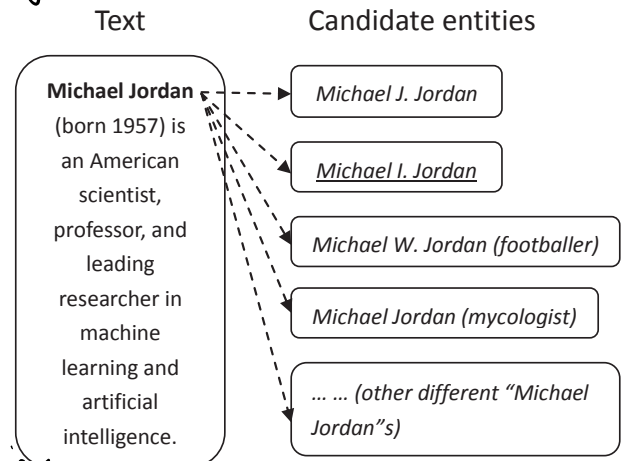 Text
Candidate entities
Michael Jordan
(born 1957) is
an American
scientist,
professor, and
leading
researcher in
machine
learning and
artificial
intelligence.
Michael J. Jordan
Michael I. Jordan
Michael W. Jordan (footballer)
Michael Jordan (mycologist)
… … (other different “Michael
Jordan”s)